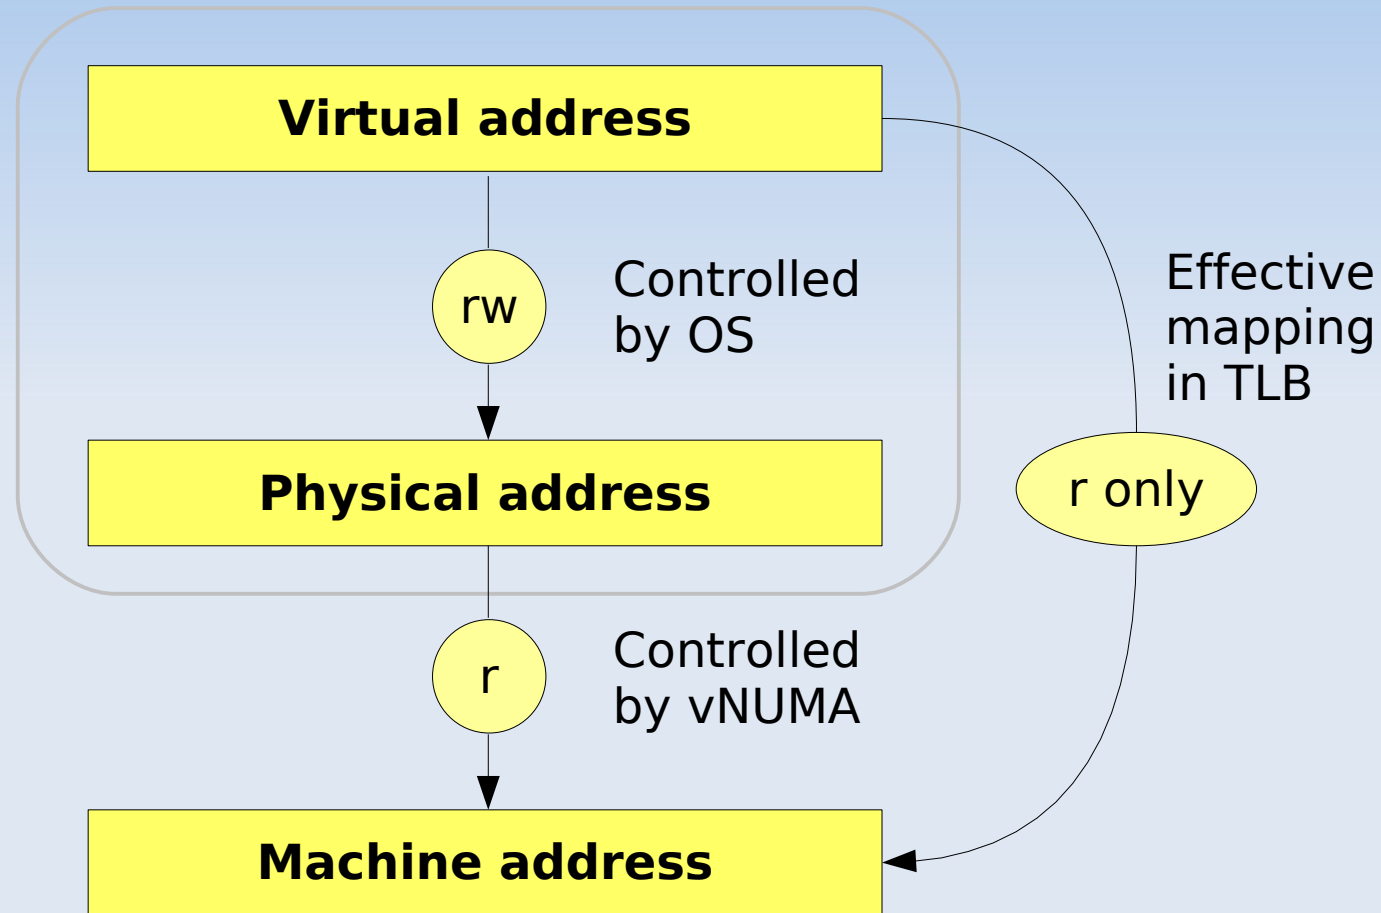 Virtual address
rw
Controlled
by OS
Effective
mapping
in TLB
Physical address
r only
r
Controlled
by vNUMA
Machine address